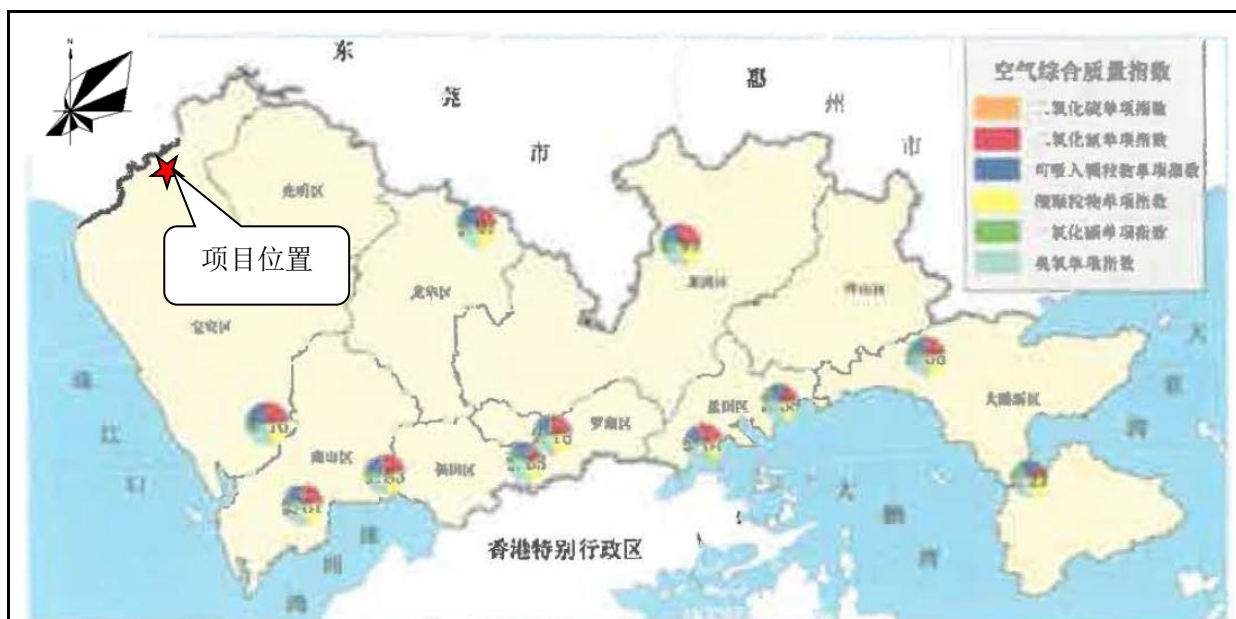 N
东
莞
市
惠
州
市
空气综合质量指数
二氧化硫单项指数
二氧化氮单项指数
可吸入颗粒物单项指数
细颗粒物单项指数
一氧化碳单项指数
臭氧单项指数
项目位置
光明区
龙华区
龙岗区
坪山区
宝安区
大鹏新区
盐田区
罗湖区
南山区
福田区
珠
江
口
大
亚
湾
大
鹏
湾
深
圳
湾
香港特别行政区